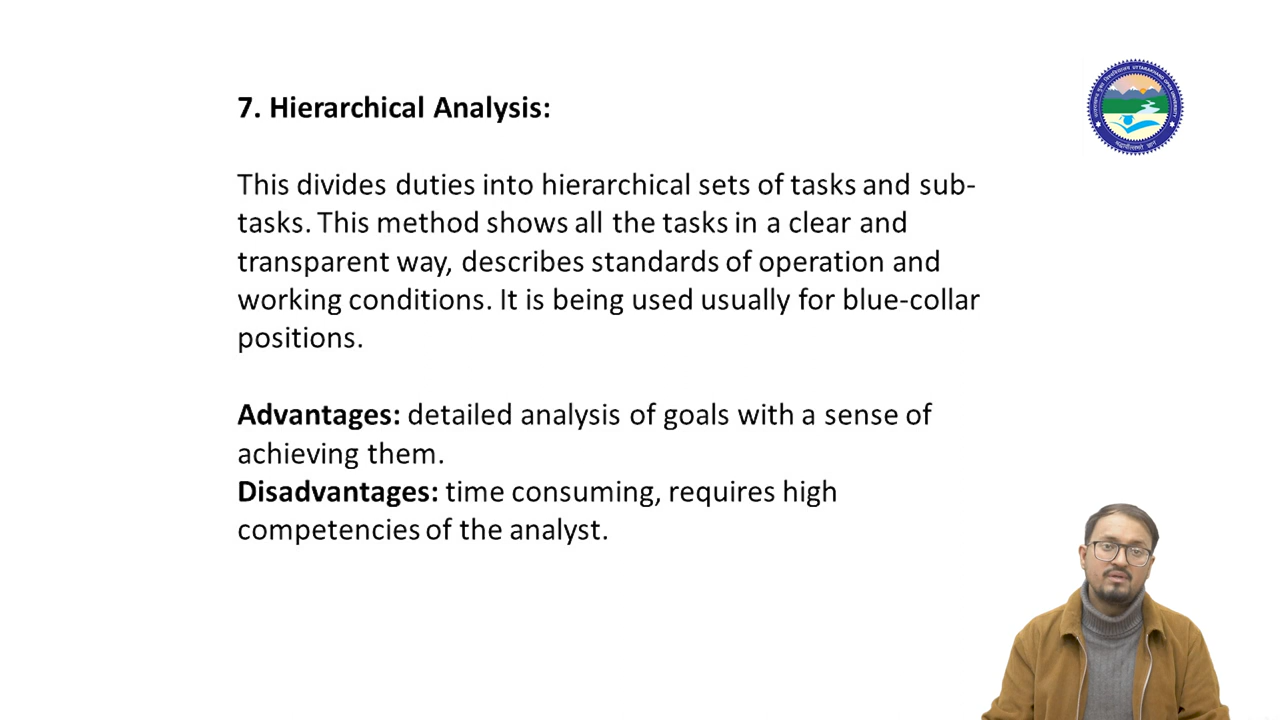 7. Hierarchical Analysis:
This divides duties into hierarchical sets of tasks and sub-
tasks. This method shows all the tasks in a clear and
transparent way, describes standards of operation and
working conditions. It is being used usually for blue-collar
positions.
Advantages: detailed analysis of goals with a sense of
achieving them.
Disadvantages: time consuming, requires high
competencies of the analyst.